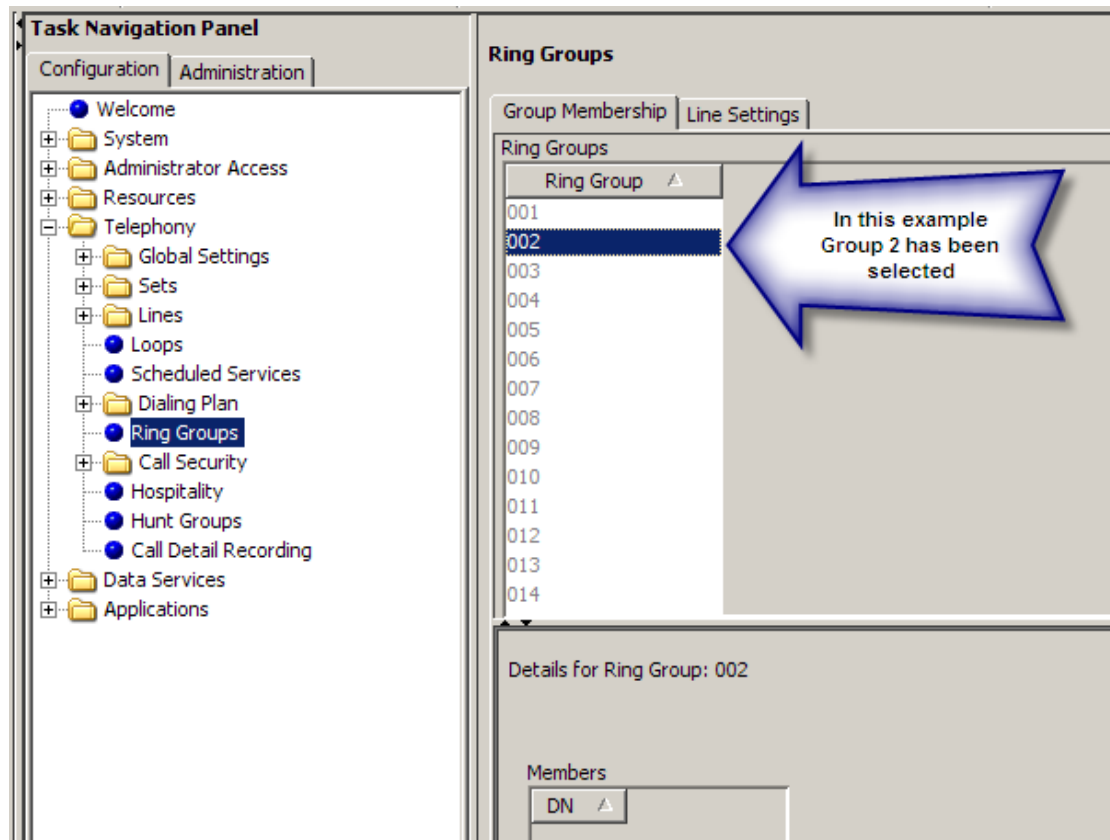 Task Navigation Panel
Configuration
Administration
Welcome
System
Administrator Access
Resources
Telephony
Global Settings
Sets
Lines
Loops
Scheduled Services
Dialing Plan
Ring Groups
Call Security
Hospitality
Hunt Groups
Call Detail Recording
Data Services
Applications
Ring Groups
Group Membership
Line Settings
Ring Groups
Ring Group
001
002
003
004
005
006
007
008
009
010
011
012
013
014
In this example
Group 2 has been
selected
Details for Ring Group: 002
Members
DN